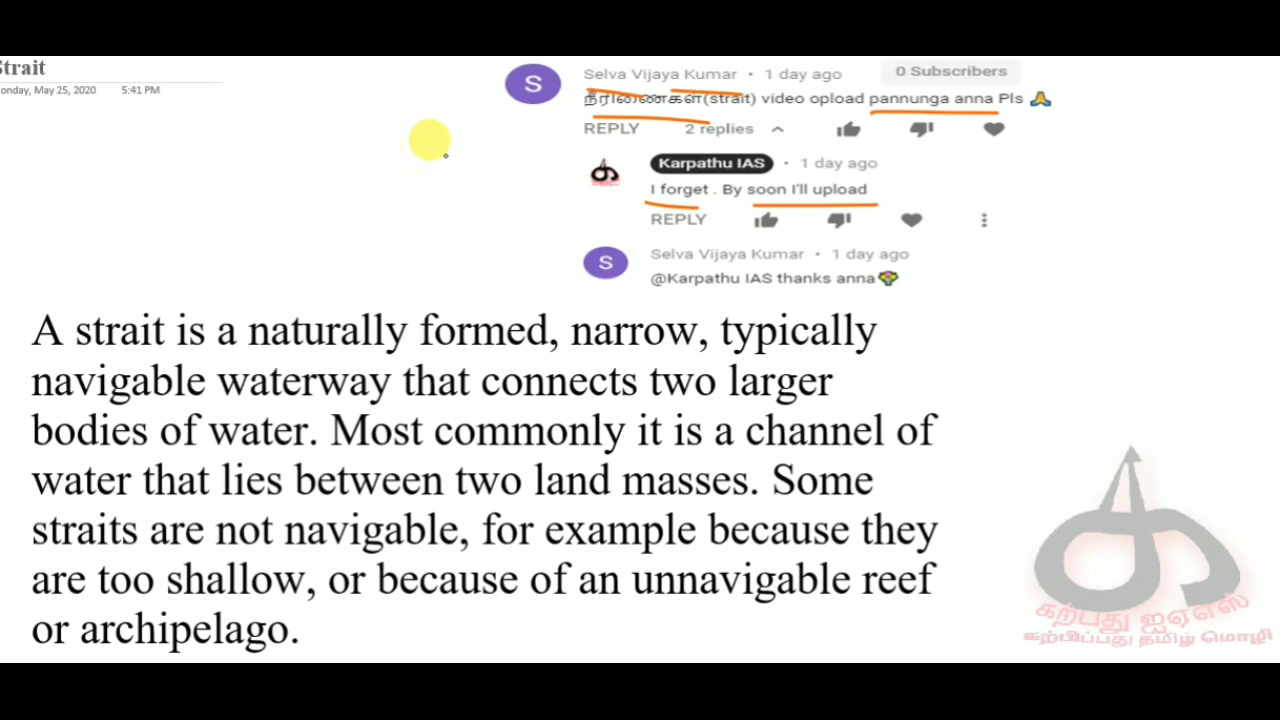 Strait
onday, May 25, 2020 5:41 PM
S
Selva Vijaya Kumar • 1 day ago
0 Subscribers
நீரிணைகள்(strait) video opload pannunga anna Pls 🙏
REPLY
2 replies
Karpathu IAS • 1 day ago
I forget . By soon I'll upload
REPLY
S
Selva Vijaya Kumar • 1 day ago
@Karpathu IAS thanks anna💐
A strait is a naturally formed, narrow, typically
navigable waterway that connects two larger
bodies of water. Most commonly it is a channel of
water that lies between two land masses. Some
straits are not navigable, for example because they
are too shallow, or because of an unnavigable reef
or archipelago.
கற்பது ஐஏஎஸ்
கற்பிப்பது தமிழ் மொழி